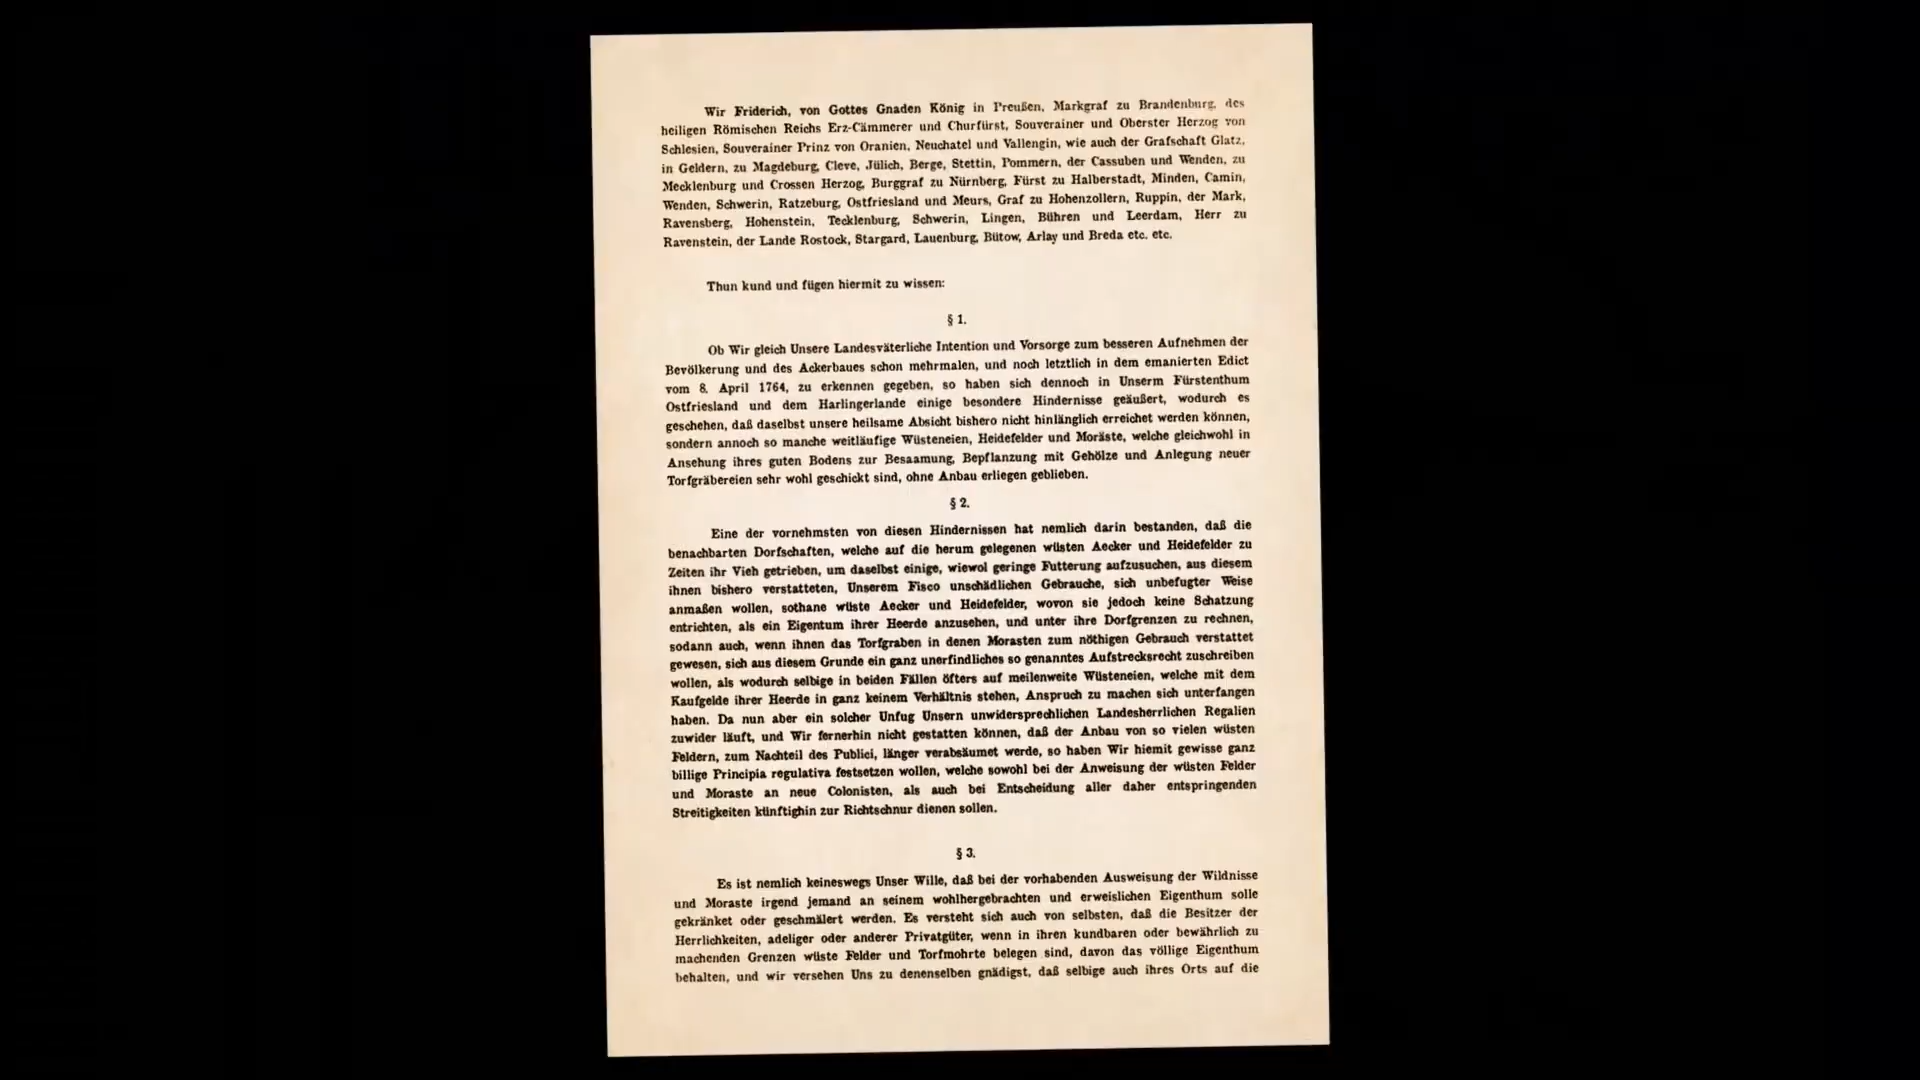 Wir Friderich, von Gottes Gnaden König in Preußen, Markgraf zu Brandenburg, des
heiligen Römischen Reichs Erz-Cämmerer und Churfürst, Souverainer und Oberster Herzog von
Schlesien, Souverainer Prinz von Oranien, Neuchatel und Vallengin, wie auch der Grafschaft Glatz,
in Geldern, zu Magdeburg, Cleve, Jülich, Berge, Stettin, Pommern, der Cassuben und Wenden, zu
Mecklenburg und Crossen Herzog, Burggraf zu Nürnberg, Fürst zu Halberstadt, Minden, Camin,
Wenden, Schwerin, Ratzeburg, Ostfriesland und Meurs, Graf zu Hohenzollern, Ruppin, der Mark,
Ravensberg, Hohenstein, Tecklenburg, Schwerin, Lingen, Bühren und Leerdam, Herr zu
Ravenstein, der Lande Rostock, Stargard, Lauenburg, Bütow, Arlay und Breda etc. etc.
Thun kund und fügen hiermit zu wissen:
§ 1.
Ob Wir gleich Unsere Landesväterliche Intention und Vorsorge zum besseren Aufnehmen der
Bevölkerung und des Ackerbaues schon mehrmalen, und noch letztlich in dem emanierten Edict
vom 8. April 1764, zu erkennen gegeben, so haben sich dennoch in Unserm Fürstenthum
Ostfriesland und dem Harlingerlande einige besondere Hindernisse geäußert, wodurch es
geschehen, daß daselbst unsere heilsame Absicht bishero nicht hinlänglich erreichet werden können,
sondern annoch so manche weitläufige Wüsteneien, Heidefelder und Moräste, welche gleichwohl in
Ansehung ihres guten Bodens zur Besaamung, Bepflanzung mit Gehölze und Anlegung neuer
Torfgräbereien sehr wohl geschickt sind, ohne Anbau erliegen geblieben.
§ 2.
Eine der vornehmsten von diesen Hindernissen hat nemlich darin bestanden, daß die
benachbarten Dorfschaften, welche auf die herum gelegenen wüsten Aecker und Heidefelder zu
Zeiten ihr Vieh getrieben, um daselbst einige, wiewol geringe Futterung aufzusuchen, aus diesem
ihnen bishero verstatteten, Unserem Fisco unschädlichen Gebrauche, sich unbefugter Weise
anmaßen wollen, sothane wüste Aecker und Heidefelder, wovon sie jedoch keine Schatzung
entrichten, als ein Eigentum ihrer Heerde anzusehen, und unter ihre Dorfgrenzen zu rechnen,
sodann auch, wenn ihnen das Torfgraben in denen Morasten zum nöthigen Gebrauch verstattet
gewesen, sich aus diesem Grunde ein ganz unerfindliches so genanntes Aufstrecksrecht zuschreiben
wollen, als wodurch selbige in beiden Fällen öfters auf meilenweite Wüsteneien, welche mit dem
Kaufgelde ihrer Heerde in ganz keinem Verhältnis stehen, Anspruch zu machen sich unterfangen
haben. Da nun aber ein solcher Unfug Unsern unwidersprechlichen Landesherrlichen Regalien
zuwider läuft, und Wir fernerhin nicht gestatten können, daß der Anbau von so vielen wüsten
Feldern, zum Nachteil des Publici, länger verabsäumet werde, so haben Wir hiemit gewisse ganz
billige Principia regulativa festsetzen wollen, welche sowohl bei der Anweisung der wüsten Felder
und Moraste an neue Colonisten, als auch bei Entscheidung aller daher entspringenden
Streitigkeiten künftighin zur Richtschnur dienen sollen.
§ 3.
Es ist nemlich keineswegs Unser Wille, daß bei der vorhabenden Ausweisung der Wildnisse
und Moraste irgend jemand an seinem wohlhergebrachten und erweislichen Eigenthum solle
gekränket oder geschmälert werden. Es versteht sich auch von selbsten, daß die Besitzer der
Herrlichkeiten, adeliger oder anderer Privatgüter, wenn in ihren kundbaren oder bewährlich zu
machenden Grenzen wüste Felder und Torfmohrte belegen sind, davon das völlige Eigenthum
behalten, und wir versehen Uns zu denenselben gnädigst, daß selbige auch ihres Orts auf die